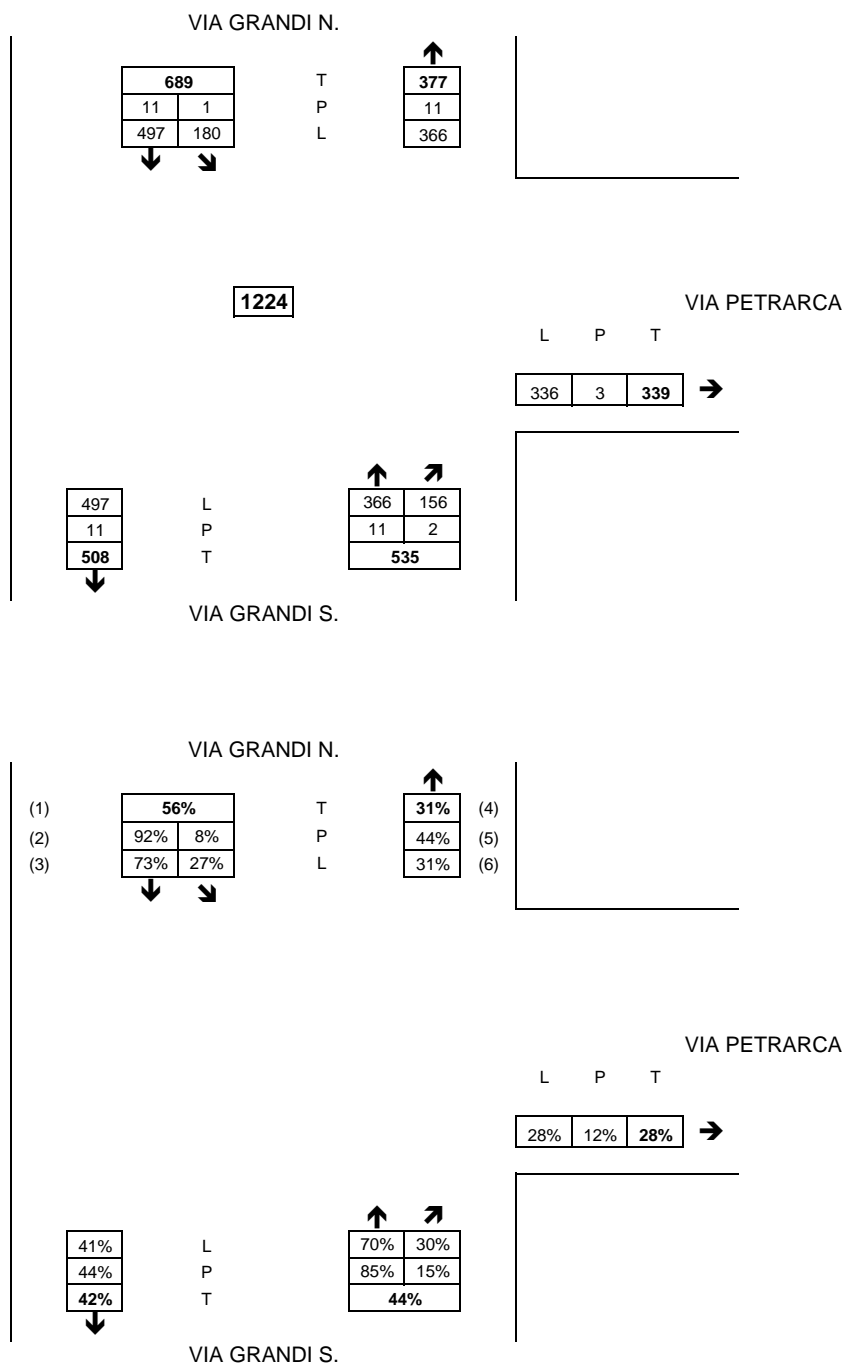 VIA GRANDI N.
689 T 377
11 1 P 11
497 180 L 366
1224
VIA PETRARCA
L P T
336 3 339
497 L 366 156
11 P 11 2
508 T 535
VIA GRANDI S.
VIA GRANDI N.
(1) 56% T 31% (4)
(2) 92% 8% P 44% (5)
(3) 73% 27% L 31% (6)
VIA PETRARCA
L P T
28% 12% 28%
41% L 70% 30%
44% P 85% 15%
42% T 44%
VIA GRANDI S.